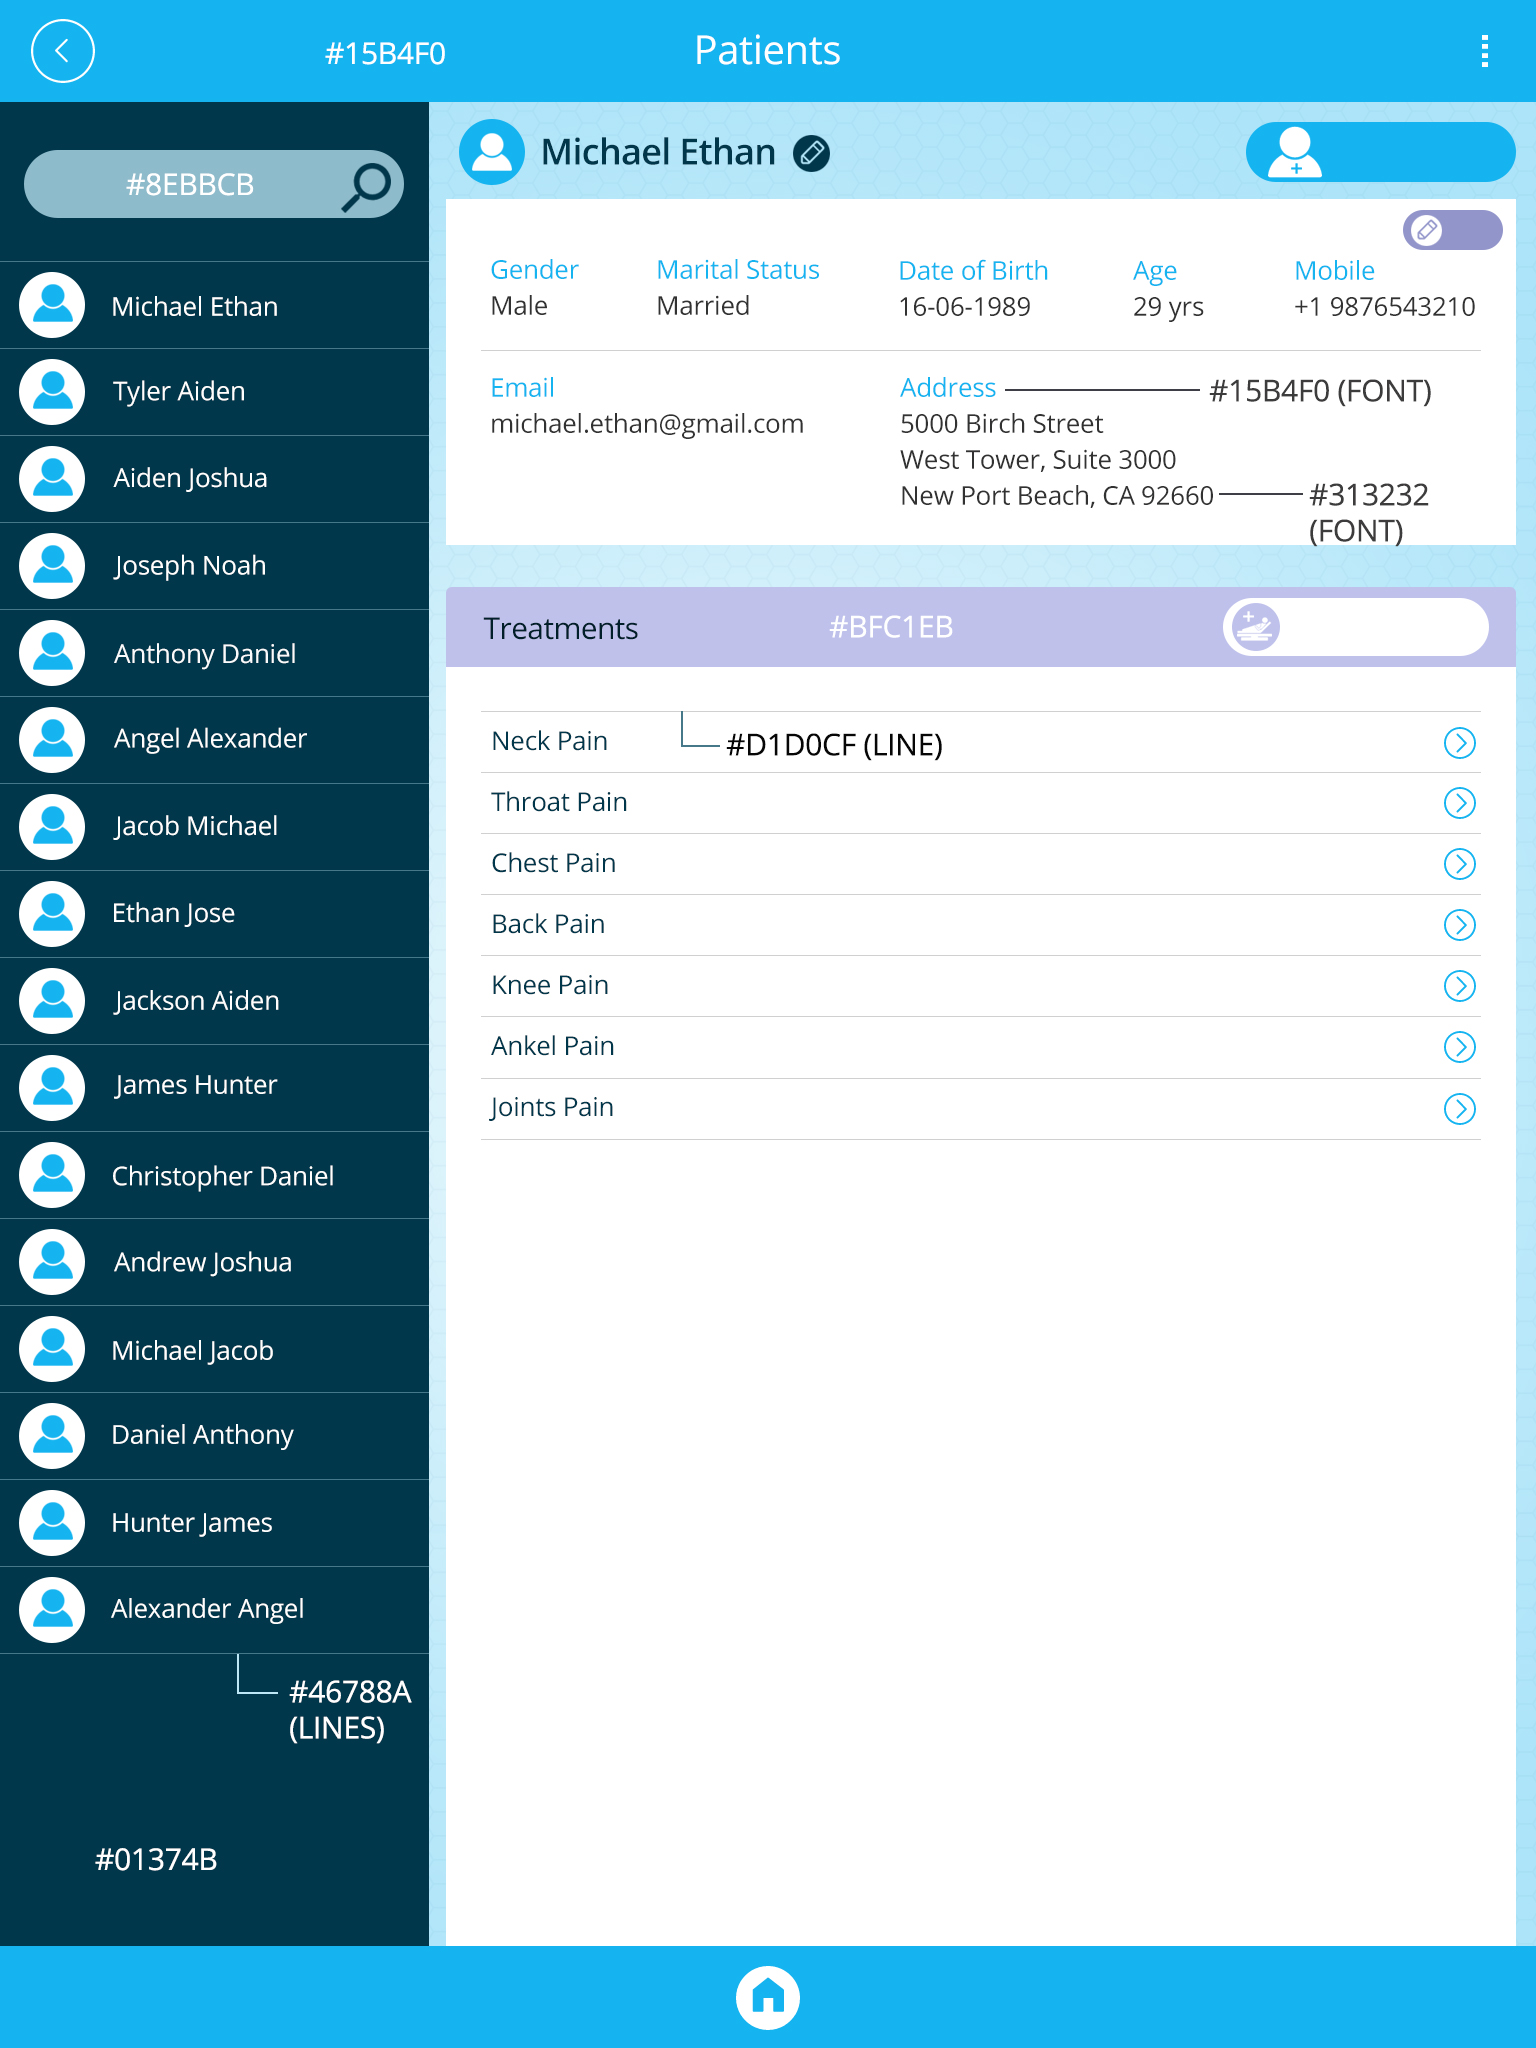 #15B4F0
Patients
#8EBBCB
Michael Ethan
Tyler Aiden
Aiden Joshua
Joseph Noah
Anthony Daniel
Angel Alexander
Jacob Michael
Ethan Jose
Jackson Aiden
James Hunter
Christopher Daniel
Andrew Joshua
Michael Jacob
Daniel Anthony
Hunter James
Alexander Angel
#46788A
(LINES)
#01374B
Michael Ethan
Gender
Male
Marital Status
Married
Date of Birth
16-06-1989
Age
29 yrs
Mobile
+1 9876543210
Email
michael.ethan@gmail.com
Address
#15B4F0 (FONT)
5000 Birch Street
West Tower, Suite 3000
New Port Beach, CA 92660
#313232
(FONT)
Treatments
#BFC1EB
Neck Pain
#D1D0CF (LINE)
Throat Pain
Chest Pain
Back Pain
Knee Pain
Ankel Pain
Joints Pain